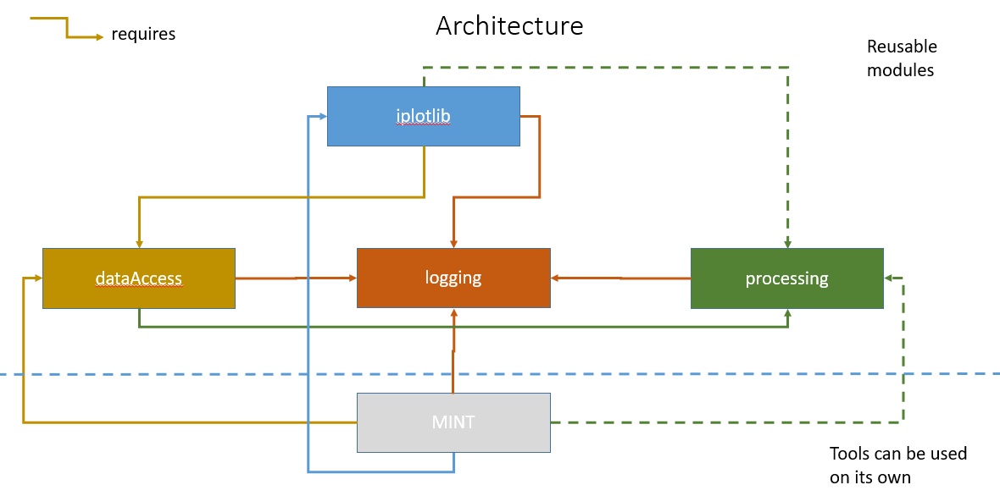 Architecture
requires
Reusable
modules
iplotlib
dataAccess
logging
processing
MINT
Tools can be used
on its own